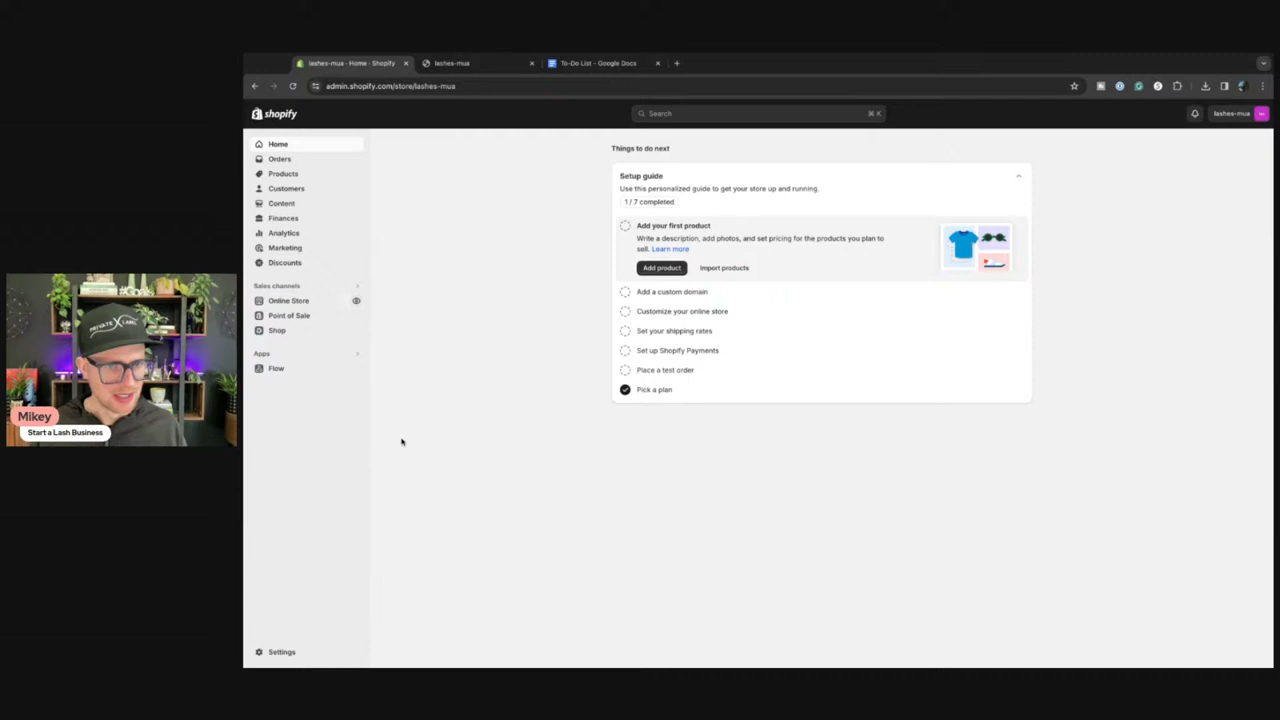 lashes-mua · Home · Shopify
lashes-mua
To-Do List - Google Docs
admin.shopify.com/store/lashes-mua
shopify
Search
⌘ K
lashes-mua
Home
Orders
Products
Customers
Content
Finances
Analytics
Marketing
Discounts
Sales channels
Online Store
Point of Sale
Shop
Apps
Flow
Settings
Things to do next
Setup guide
Use this personalized guide to get your store up and running.
1 / 7 completed
Add your first product
Write a description, add photos, and set pricing for the products you plan to
sell. Learn more
Add product
Import products
Add a custom domain
Customize your online store
Set your shipping rates
Set up Shopify Payments
Place a test order
Pick a plan
PRIVATE X LABEL
Mikey
Start a Lash Business